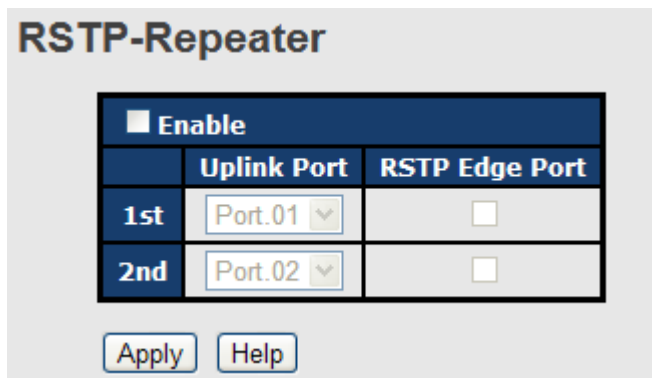 RSTP-Repeater
Enable
Uplink Port RSTP Edge Port
1st Port.01
2nd Port.02
Apply Help